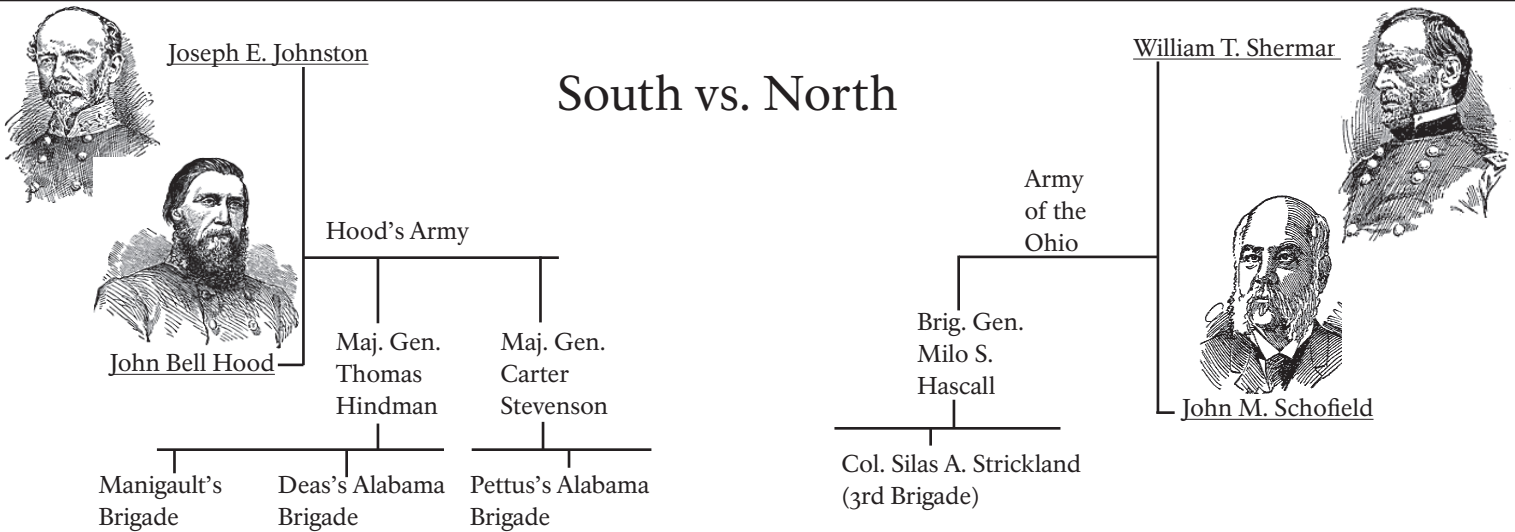 Joseph E. Johnston
South vs. North
William T. Shermar
Hood's Army
Army
of the
Ohio
John Bell Hood
Maj. Gen.
Thomas
Hindman
Maj. Gen.
Carter
Stevenson
Brig. Gen.
Milo S.
Hascall
John M. Schofield
Manigault's
Brigade
Deas's Alabama
Brigade
Pettus's Alabama
Brigade
Col. Silas A. Strickland
(3rd Brigade)